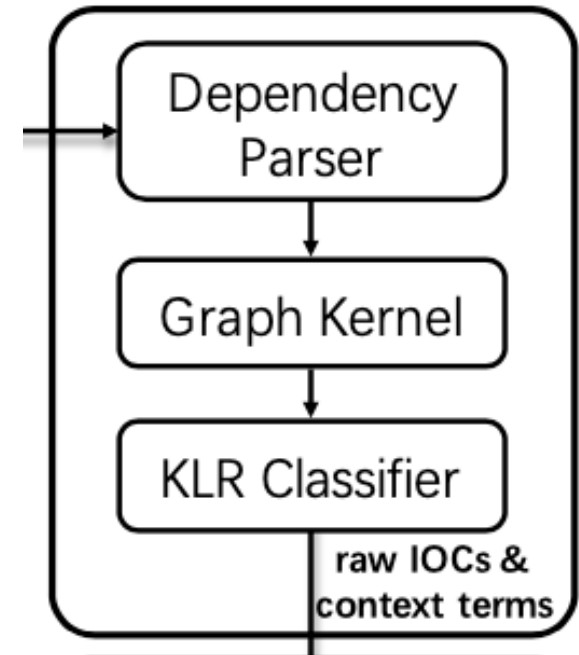 Dependency
Parser
Graph Kernel
KLR Classifier
raw IOCs &
context terms